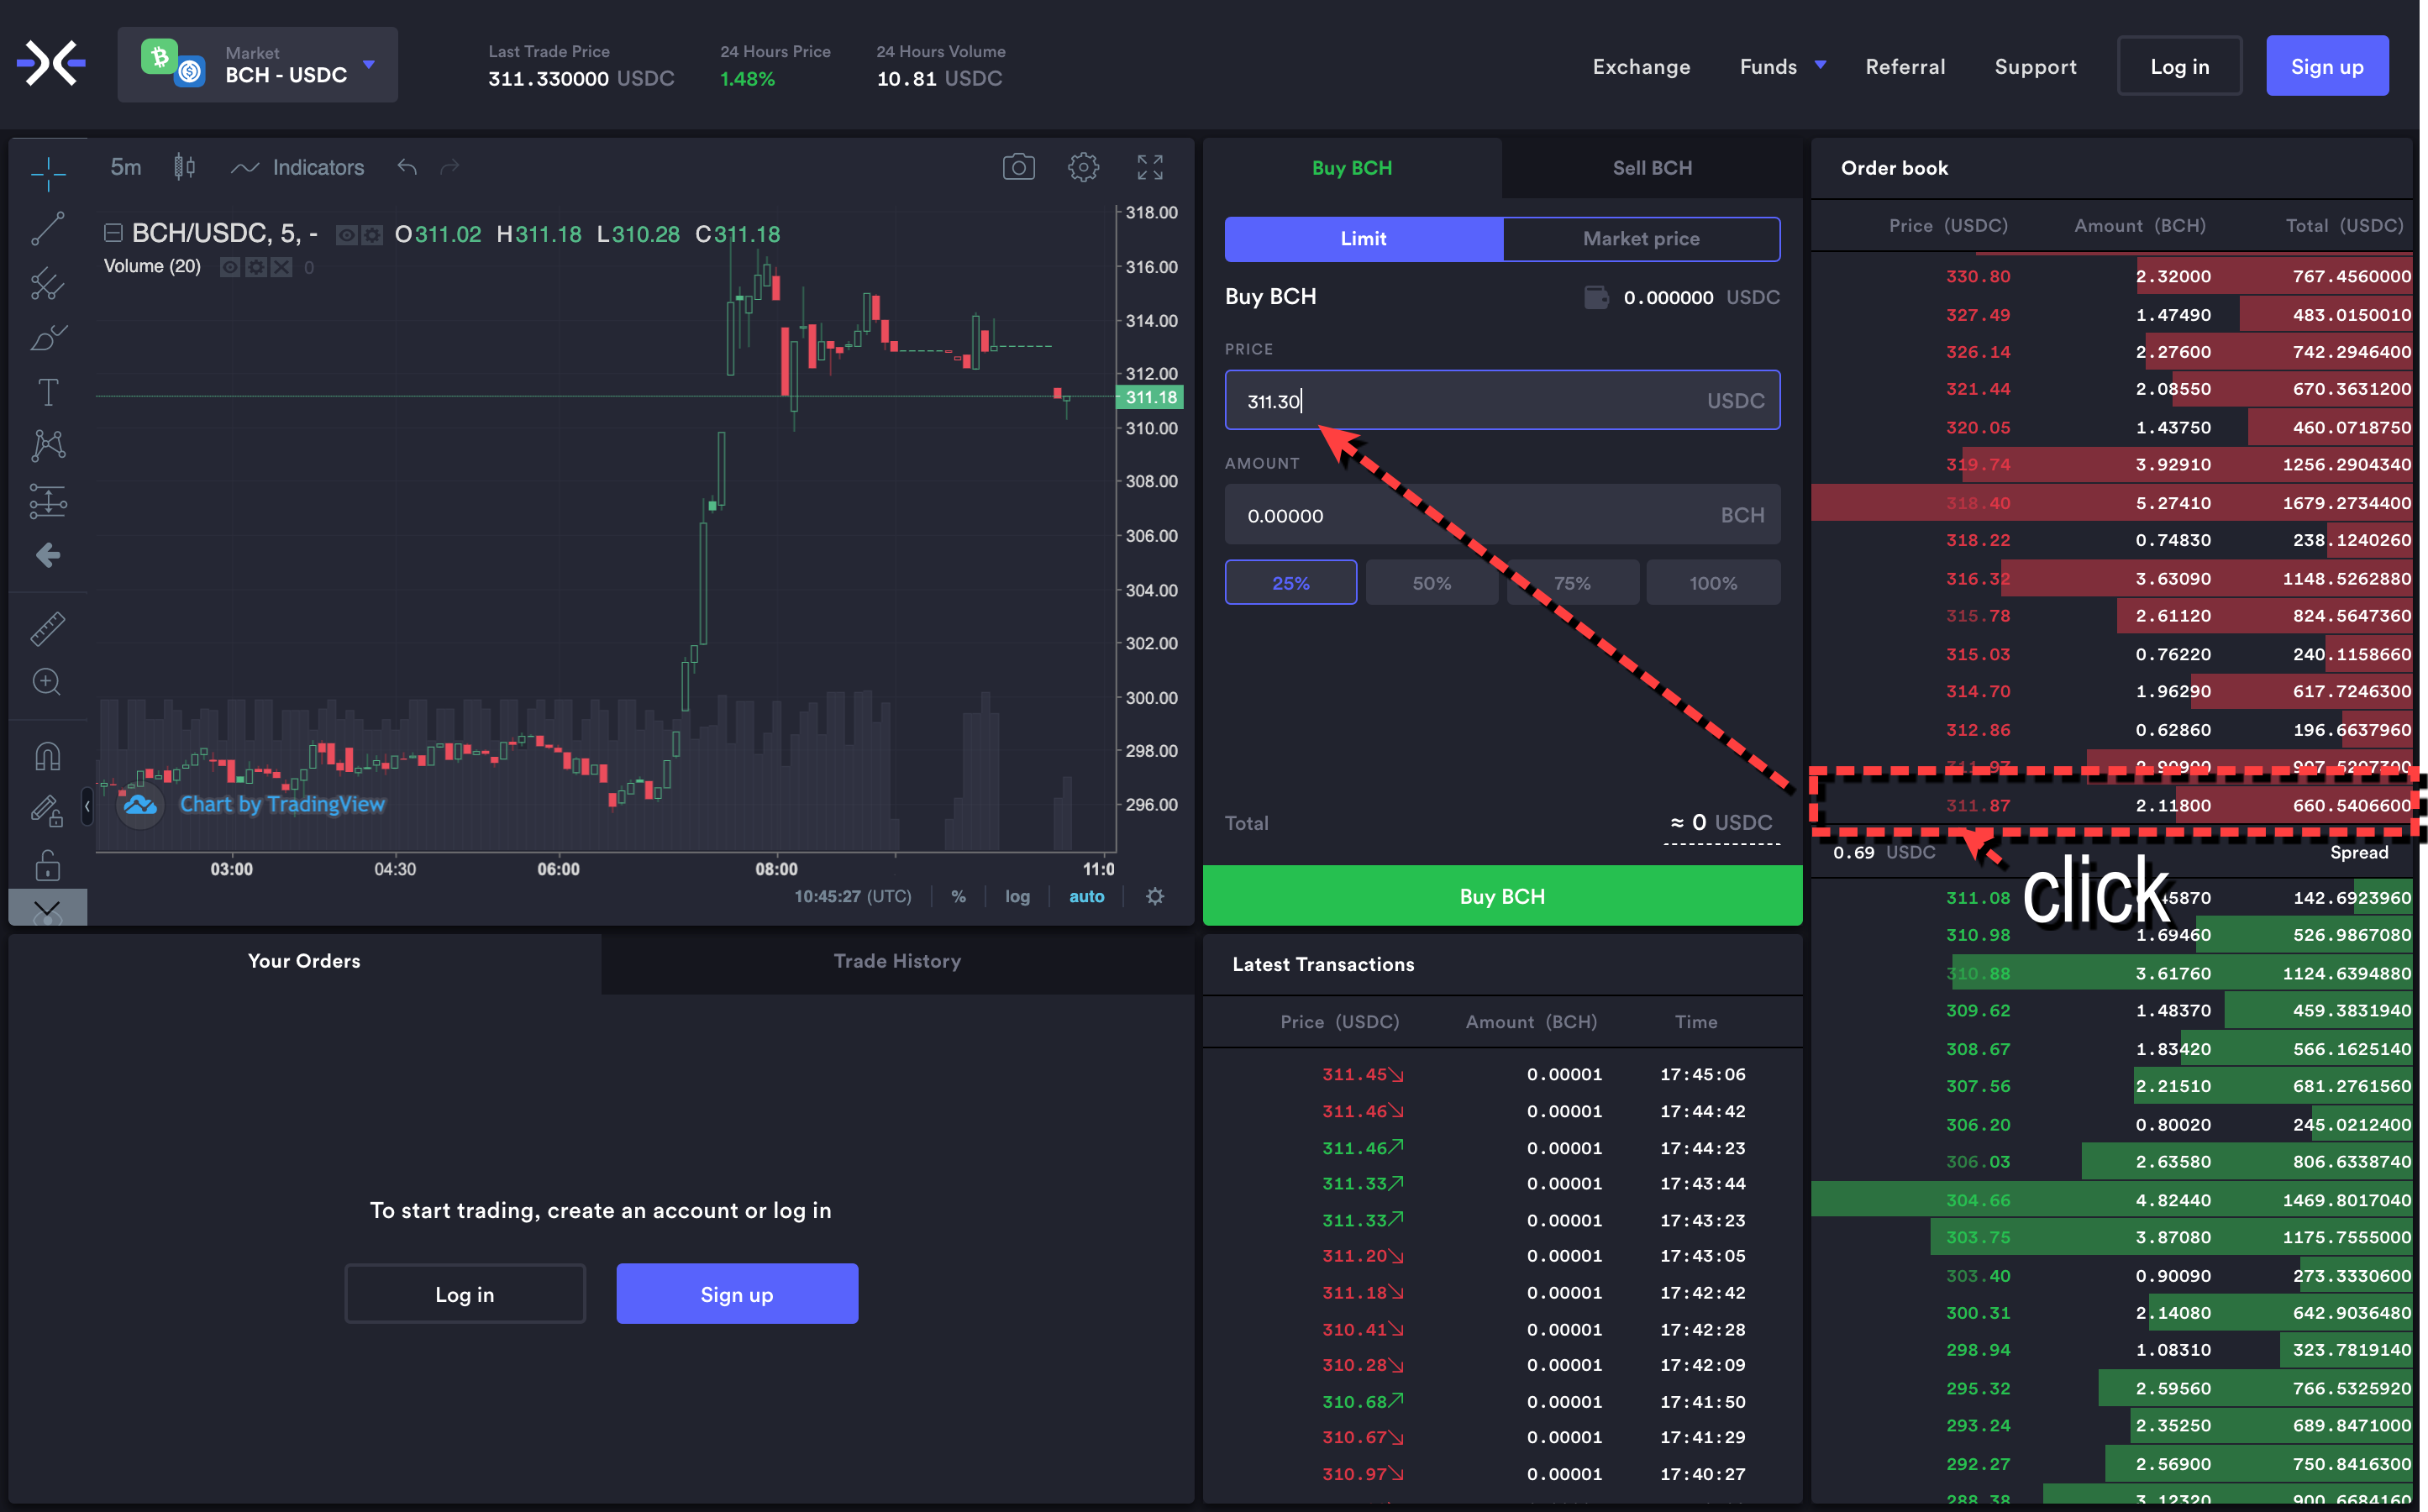 Market
BCH - USDC
Last Trade Price
311.330000 USDC
24 Hours Price
1.48%
24 Hours Volume
10.81 USDC
Exchange
Funds
Referral
Support
Log in
Sign up
5m
Indicators
BCH/USDC, 5, - O311.02 H311.18 L310.28 C311.18
Volume (20) 0
318.00
316.00
314.00
312.00
311.18
310.00
308.00
306.00
304.00
302.00
300.00
298.00
296.00
Chart by TradingView
03:00 04:30 06:00 08:00 11:0
10:45:27 (UTC) % log auto
Buy BCH
Sell BCH
Limit
Market price
Buy BCH 0.000000 USDC
PRICE
311.30 USDC
AMOUNT
0.00000 BCH
25% 50% 75% 100%
Total ≈ 0 USDC
Buy BCH
Order book
Price (USDC) Amount (BCH) Total (USDC)
330.80 2.32000 767.4560000
327.49 1.47490 483.0150010
326.14 2.27600 742.2946400
321.44 2.08550 670.3631200
320.05 1.43750 460.0718750
319.74 3.92910 1256.2904340
318.40 5.27410 1679.2734400
318.22 0.74830 238.1240260
316.32 3.63090 1148.5262880
315.78 2.61120 824.5647360
315.03 0.76220 240.1158660
314.70 1.96290 617.7246300
312.86 0.62860 196.6637960
311.87 2.11800 660.5406600
0.69 USDC Spread
click
311.08 142.6923960
310.98 1.69460 526.9867080
310.88 3.61760 1124.6394880
309.62 1.48370 459.3831940
308.67 1.83420 566.1625140
307.56 2.21510 681.2761560
306.20 0.80020 245.0212400
306.03 2.63580 806.6338740
304.66 4.82440 1469.8017040
303.75 3.87080 1175.7555000
303.40 0.90090 273.3330600
300.31 2.14080 642.9036480
298.94 1.08310 323.7819140
295.32 2.59560 766.5325920
293.24 2.35250 689.8471000
292.27 2.56900 750.8416300
288.38 3.12320 900.6684160
Your Orders
Trade History
To start trading, create an account or log in
Log in
Sign up
Latest Transactions
Price (USDC) Amount (BCH) Time
311.45 0.00001 17:45:06
311.46 0.00001 17:44:42
311.46 0.00001 17:44:23
311.33 0.00001 17:43:44
311.33 0.00001 17:43:23
311.20 0.00001 17:43:05
311.18 0.00001 17:42:42
310.41 0.00001 17:42:28
310.28 0.00001 17:42:09
310.68 0.00001 17:41:50
310.67 0.00001 17:41:29
310.97 0.00001 17:40:27